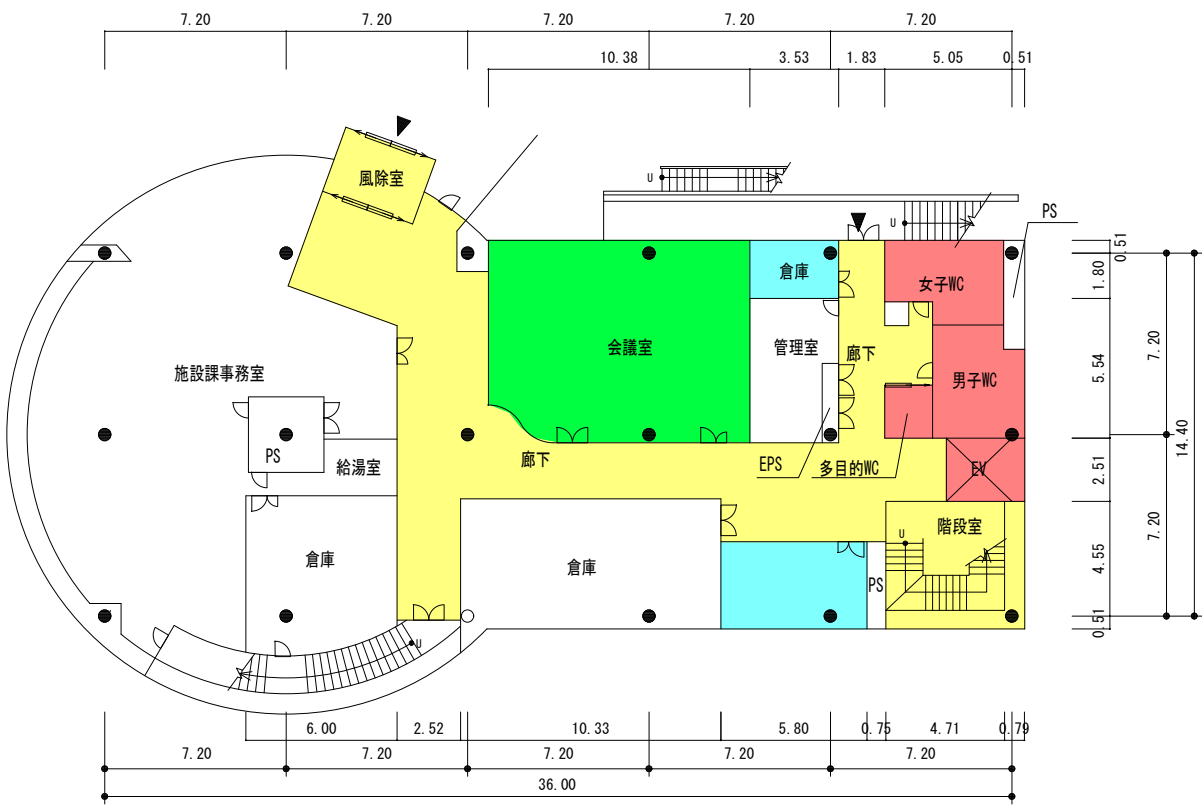 7.20 7.20 7.20 7.20 7.20
10.38 3.53 1.83 5.05 0.51
風除室
U
U
PS
0.51
倉庫
女子WC
1.80
会議室
管理室
廊下
7.20
5.54
施設課事務室
男子WC
14.40
PS
給湯室
廊下
EPS
多目的WC
EV
2.51
階段室
U
7.20
倉庫
倉庫
PS
4.55
0.51
U
6.00 2.52 10.33 5.80 0.75 4.71 0.79
7.20 7.20 7.20 7.20 7.20
36.00